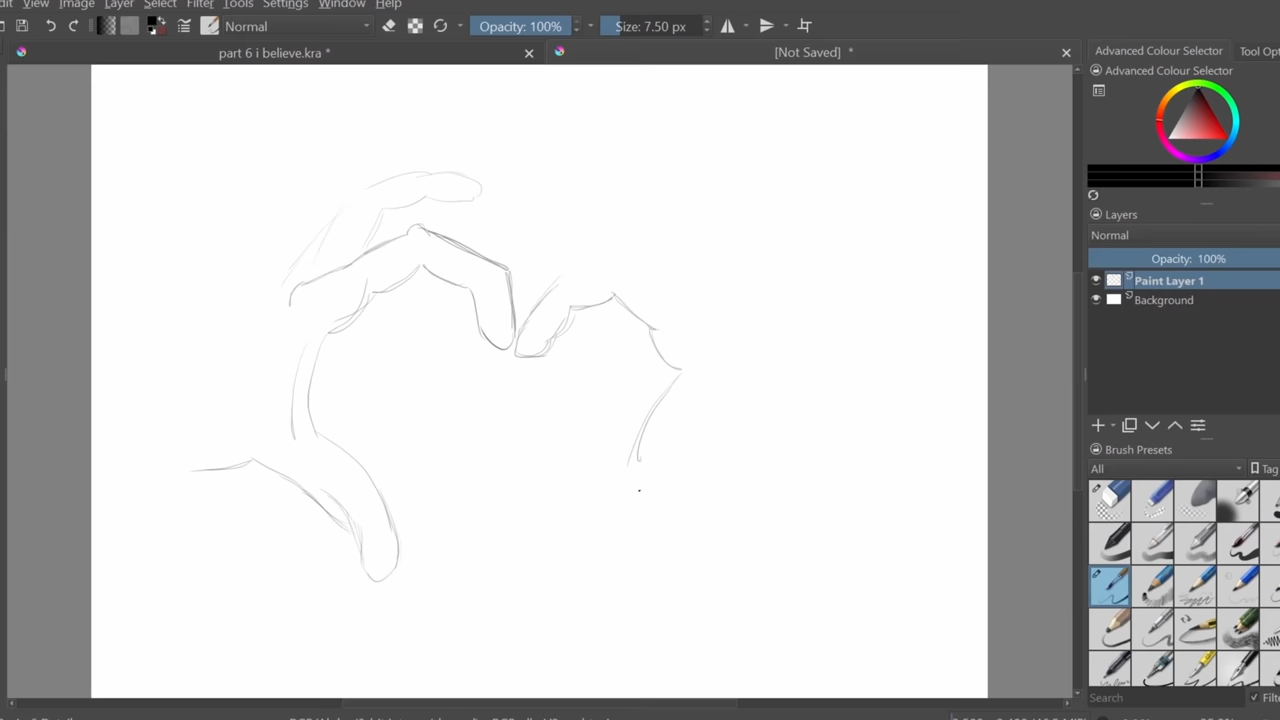 View Image Layer Select Filter Tools Settings Window Help
Normal Opacity: 100% Size: 7.50 px
part 6 i believe.kra * [Not Saved] *
Advanced Colour Selector Tool
Advanced Colour Selector
Layers
Normal
Opacity: 100%
Paint Layer 1
Background
Brush Presets
All Tag
Search